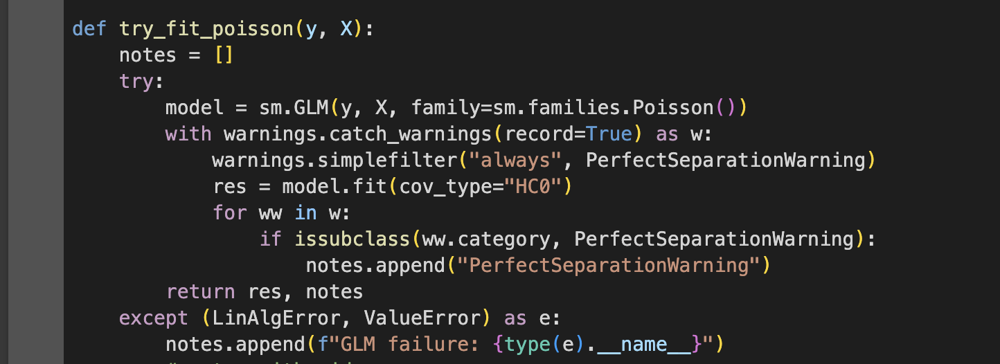 def try_fit_poisson(y, X):
    notes = []
    try:
        model = sm.GLM(y, X, family=sm.families.Poisson())
        with warnings.catch_warnings(record=True) as w:
            warnings.simplefilter("always", PerfectSeparationWarning)
            res = model.fit(cov_type="HC0")
            for ww in w:
                if issubclass(ww.category, PerfectSeparationWarning):
                    notes.append("PerfectSeparationWarning")
        return res, notes
    except (LinAlgError, ValueError) as e:
        notes.append(f"GLM failure: {type(e).__name__}")